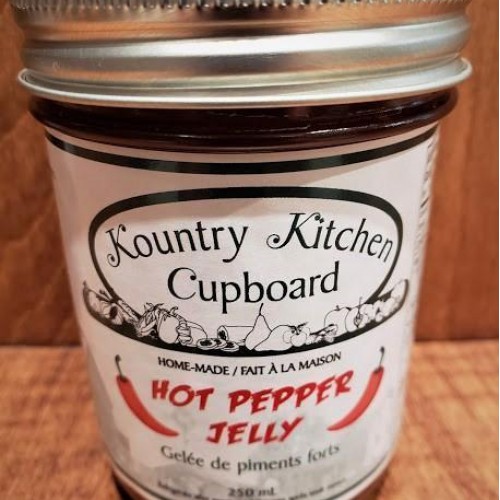 Kountry Kitchen
Cupboard
HOME-MADE / FAIT À LA MAISON
HOT PEPPER
JELLY
Gelée de piments forts
250 mL